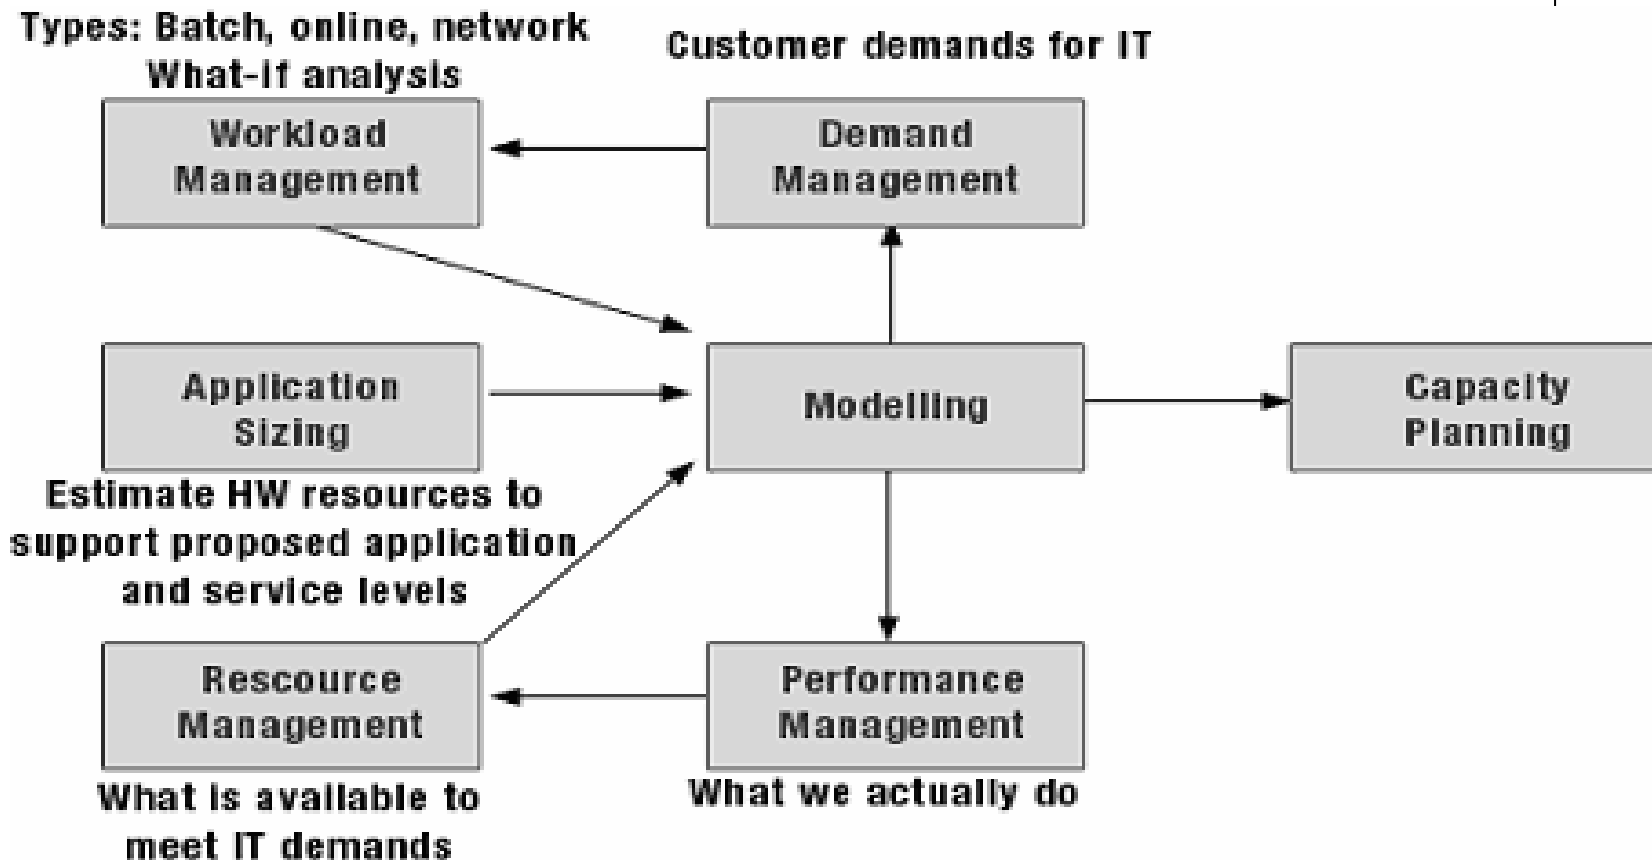 Types: Batch, online, network
What-if analysis
Customer demands for IT
Workload
Management
Demand
Management
Application
Sizing
Modelling
Capacity
Planning
Estimate HW resources to
support proposed application
and service levels
Rescource
Management
Performance
Management
What is available to
meet IT demands
What we actually do